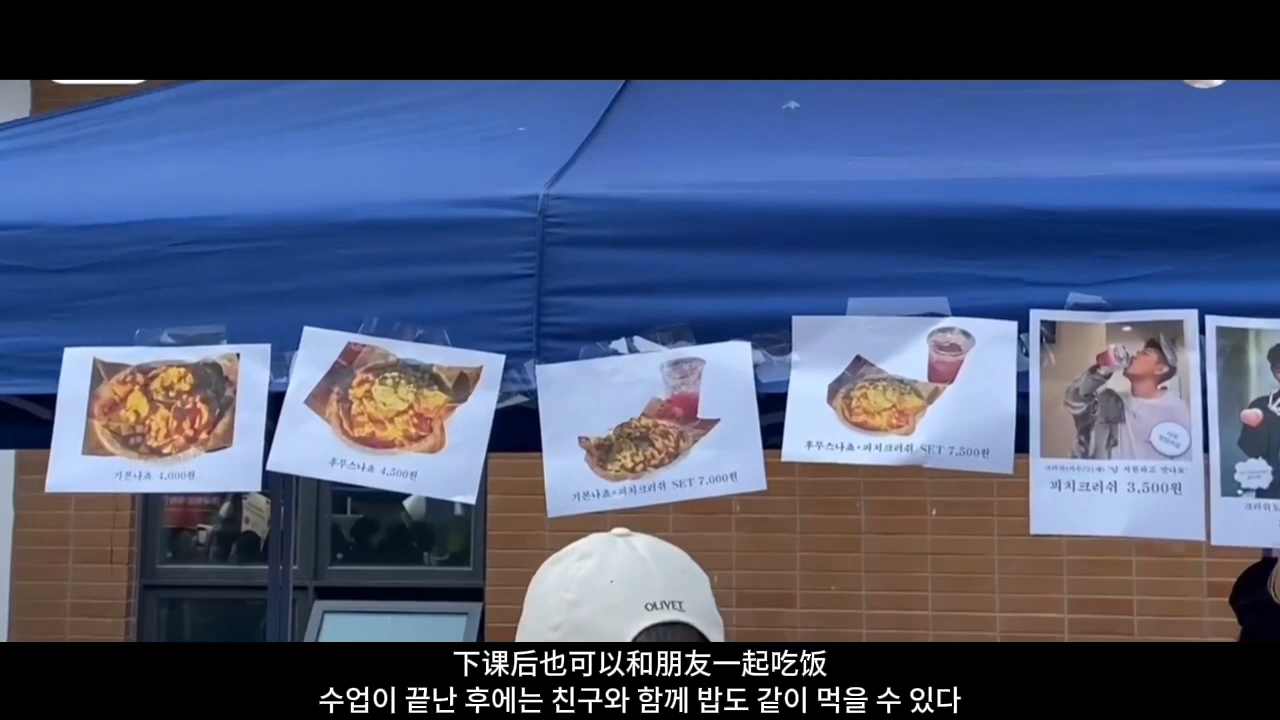 기본나쵸 4,000원
후무스나쵸 4,500원
기본나쵸+피치크러쉬 SET 7,000원
후무스나쵸+피치크러쉬 SET 7,500원
피치크러쉬 3,500원
OLIVET
下课后也可以和朋友一起吃饭
수업이 끝난 후에는 친구와 함께 밥도 같이 먹을 수 있다